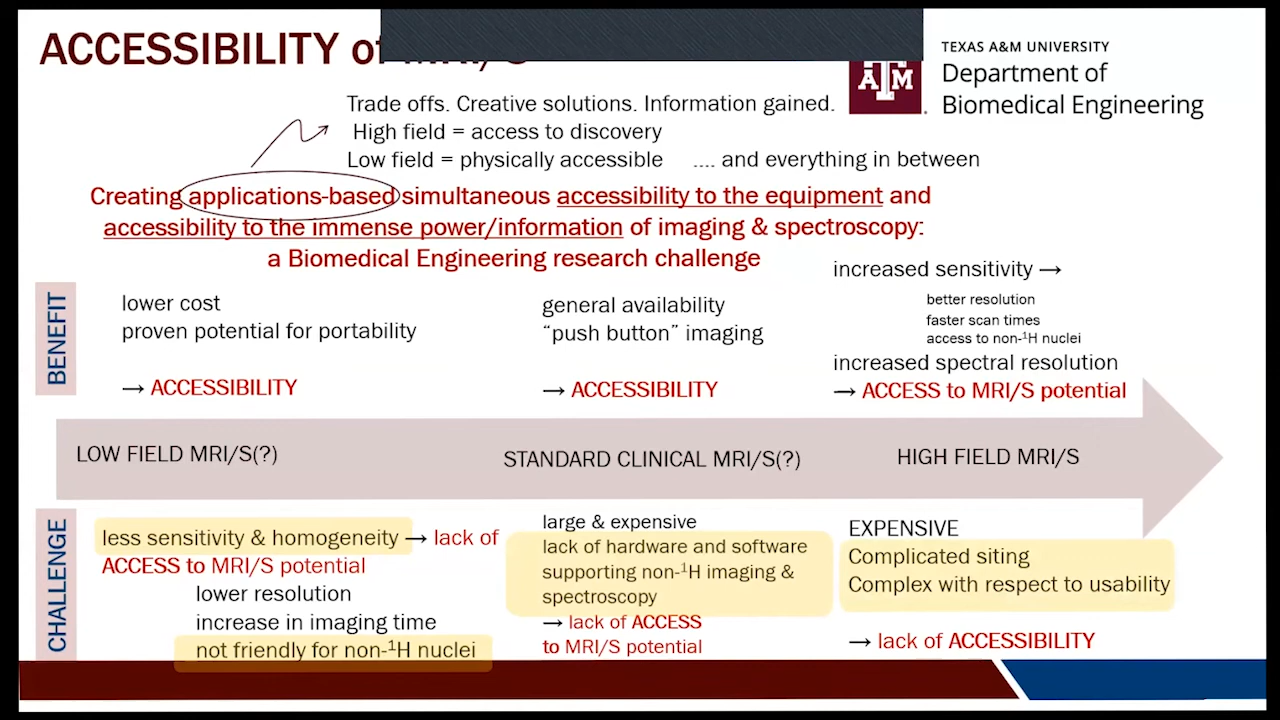 ACCESSIBILITY of
TEXAS A&M UNIVERSITY
Department of
Biomedical Engineering
A M
Trade offs. Creative solutions. Information gained.
High field = access to discovery
Low field = physically accessible .... and everything in between
Creating applications-based simultaneous accessibility to the equipment and
accessibility to the immense power/information of imaging & spectroscopy:
a Biomedical Engineering research challenge
BENEFIT
lower cost
proven potential for portability
→ ACCESSIBILITY
general availability
“push button” imaging
→ ACCESSIBILITY
increased sensitivity →
better resolution
faster scan times
access to non-¹H nuclei
increased spectral resolution
→ ACCESS to MRI/S potential
LOW FIELD MRI/S(?)
STANDARD CLINICAL MRI/S(?)
HIGH FIELD MRI/S
CHALLENGE
less sensitivity & homogeneity → lack of
ACCESS to MRI/S potential
lower resolution
increase in imaging time
not friendly for non-¹H nuclei
large & expensive
lack of hardware and software
supporting non-¹H imaging &
spectroscopy
→ lack of ACCESS
to MRI/S potential
EXPENSIVE
Complicated siting
Complex with respect to usability
→ lack of ACCESSIBILITY